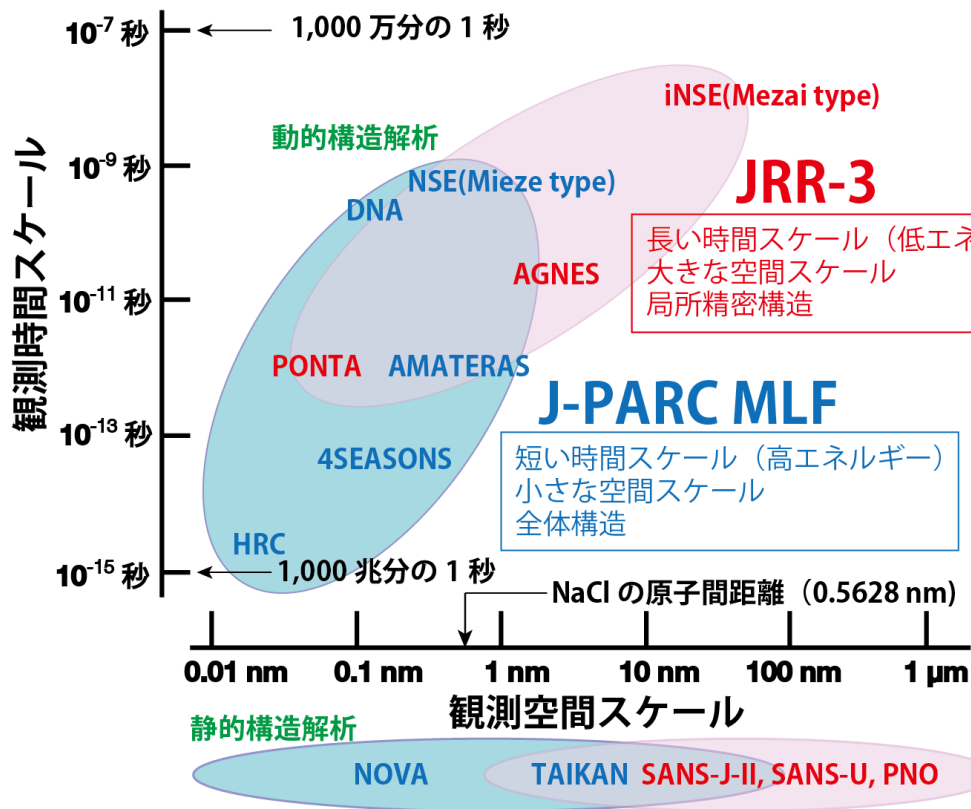 10⁻⁷ 秒
1,000 万分の 1 秒
iNSE(Mezai type)
動的構造解析
10⁻⁹ 秒
NSE(Mieze type)
JRR-3
DNA
長い時間スケール（低エネ
大きな空間スケール
局所精密構造
AGNES
10⁻¹¹ 秒
観測時間スケール
PONTA
AMATERAS
J-PARC MLF
10⁻¹³ 秒
4SEASONS
短い時間スケール（高エネルギー）
小さな空間スケール
全体構造
HRC
10⁻¹⁵ 秒
1,000 兆分の 1 秒
NaCl の原子間距離（0.5628 nm)
0.01 nm 0.1 nm 1 nm 10 nm 100 nm 1 µm
観測空間スケール
静的構造解析
NOVA
TAIKAN
SANS-J-II, SANS-U, PNO